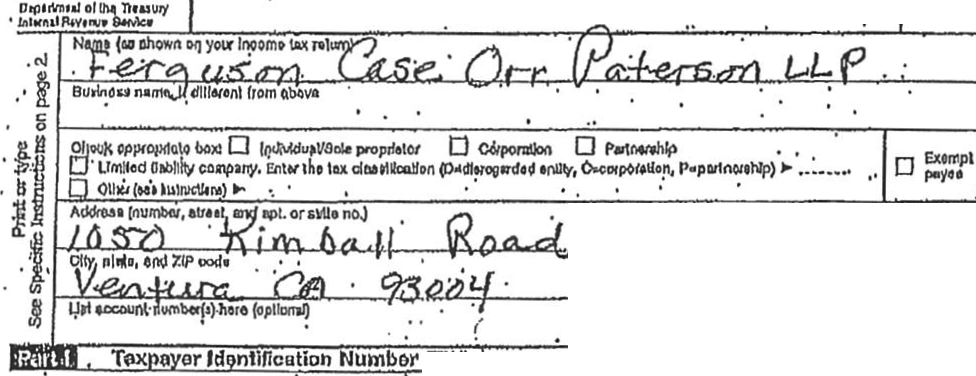 Department of the Treasury
Internal Revenue Service
Name (as shown on your income tax return)
Ferguson Case Orr Paterson LLP
Business name, if different from above
Check appropriate box: Individual/Sole proprietor Corporation Partnership
Limited liability company. Enter the tax classification (D=disregarded entity, C=corporation, P=partnership) ►
Other (see instructions) ►
Exempt payee
Address (number, street, and apt. or suite no.)
1050 Kimball Road
City, state, and ZIP code
Ventura CA 93004
List account number(s) here (optional)
Print or type
See Specific Instructions on page 2.
Part I Taxpayer Identification Number